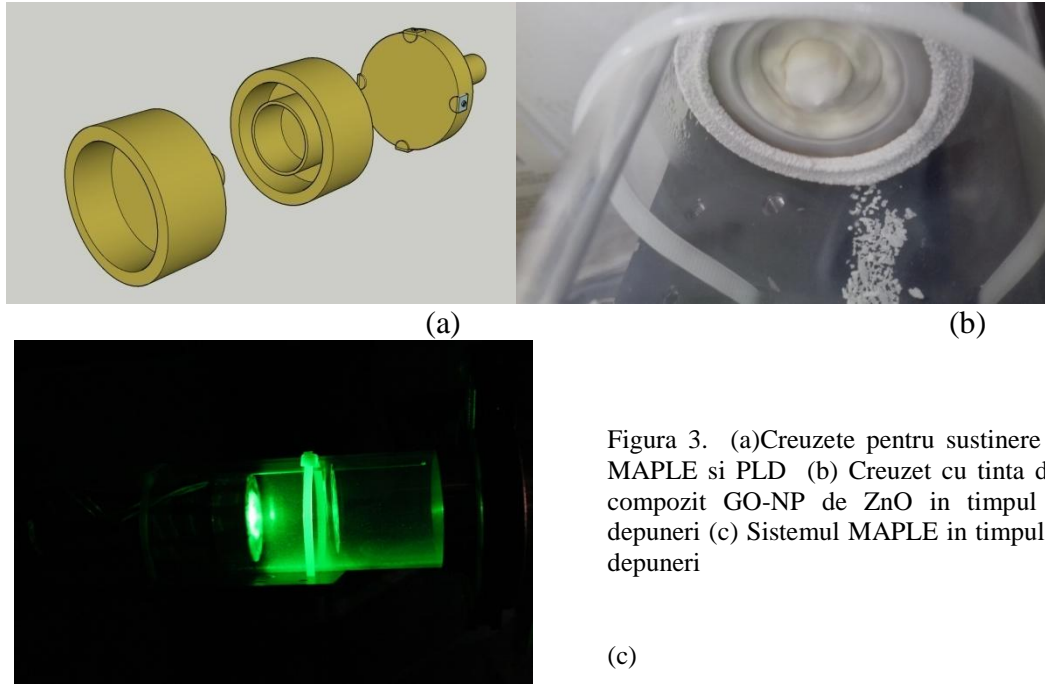 (a)
(b)
Figura 3. (a)Creuzete pentru sustinere
MAPLE si PLD (b) Creuzet cu tinta d
compozit GO-NP de ZnO in timpul
depuneri (c) Sistemul MAPLE in timpul
depuneri
(c)